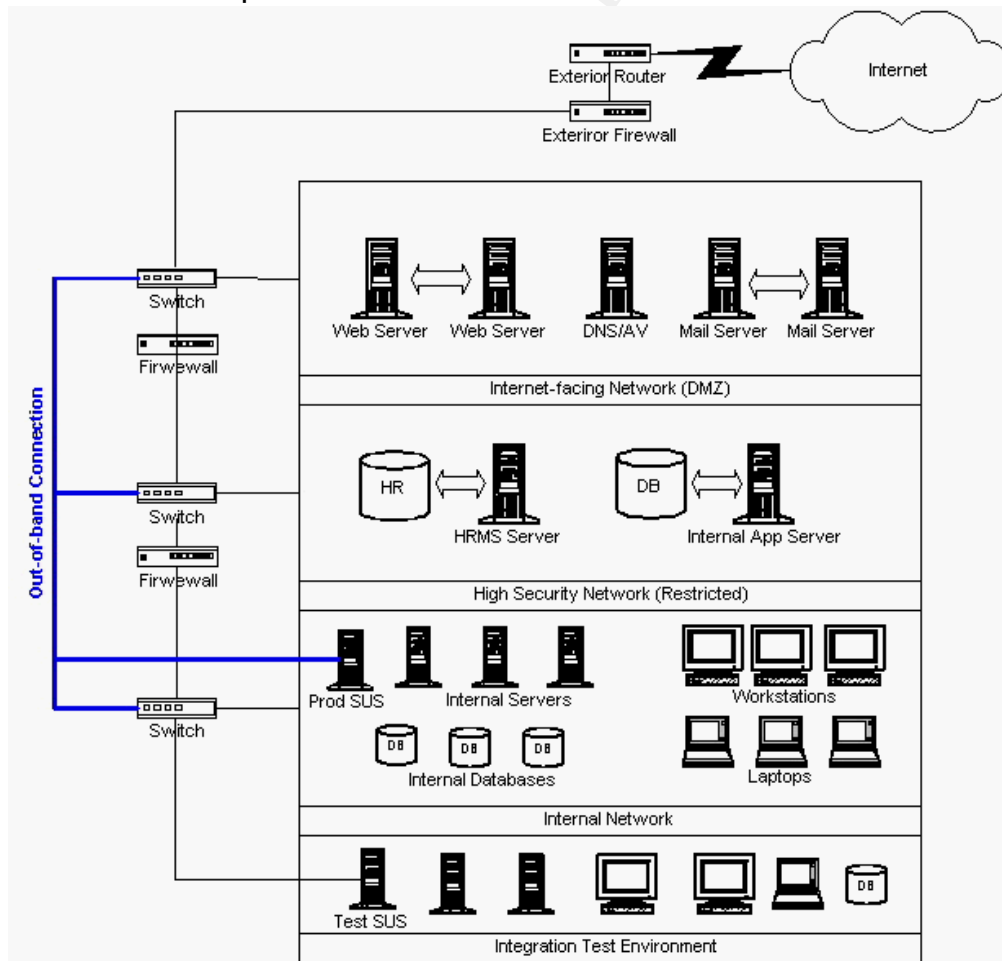 Internet
Exterior Router
Exteriror Firewall
Switch
Web Server
Web Server
DNS/AV
Mail Server
Mail Server
Firwewall
Internet-facing Network (DMZ)
Out-of-band Connection
HR
DB
Switch
HRMS Server
Internal App Server
Firwewall
High Security Network (Restricted)
Prod SUS
Internal Servers
Workstations
Switch
DB
DB
DB
Internal Databases
Laptops
Internal Network
DB
Test SUS
Integration Test Environment